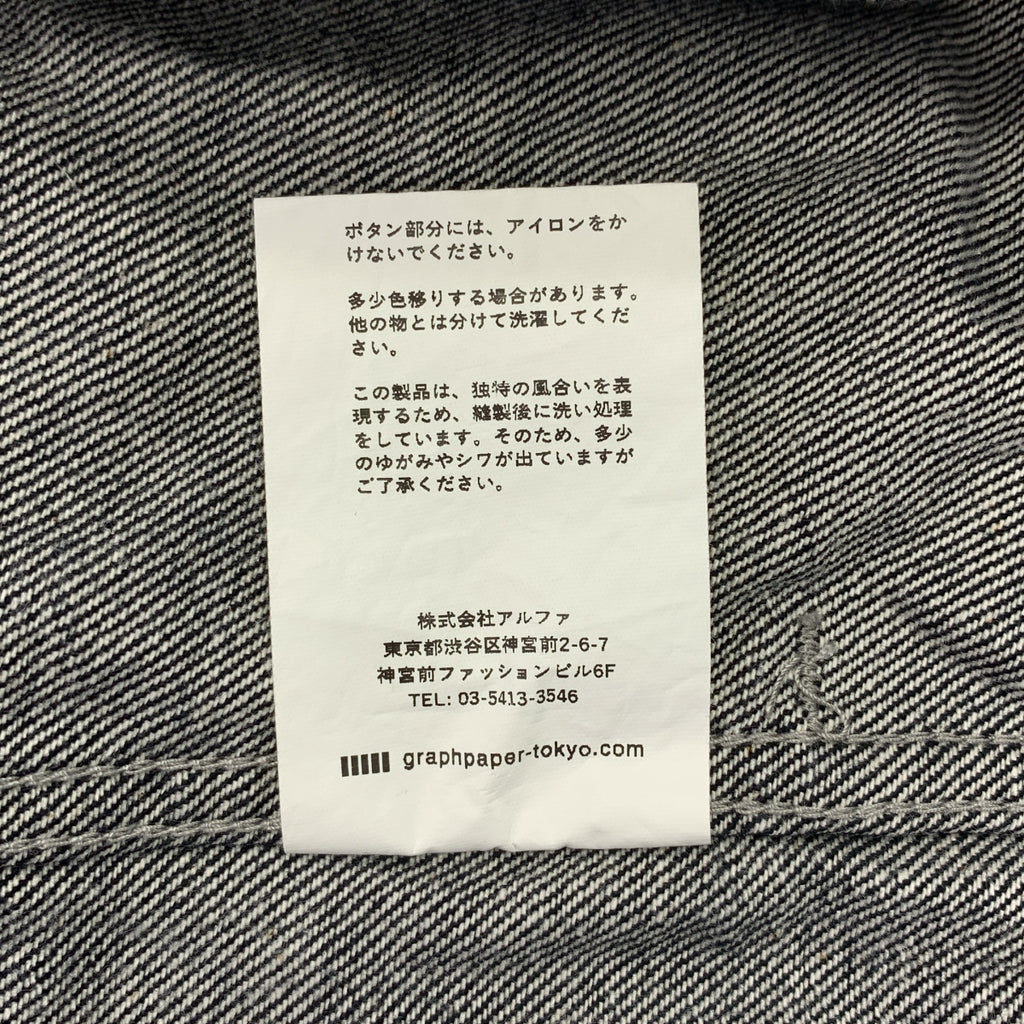 ボタン部分には、アイロンをか
けないでください。
多少色移りする場合があります。
他の物とは分けて洗濯してくだ
さい。
この製品は、独特の風合いを表
現するため、縫製後に洗い処理
をしています。そのため、多少
のゆがみやシワが出ていますが
ご了承ください。
株式会社アルファ
東京都渋谷区神宮前2-6-7
神宮前ファッションビル6F
TEL: 03-5413-3546
graphpaper-tokyo.com